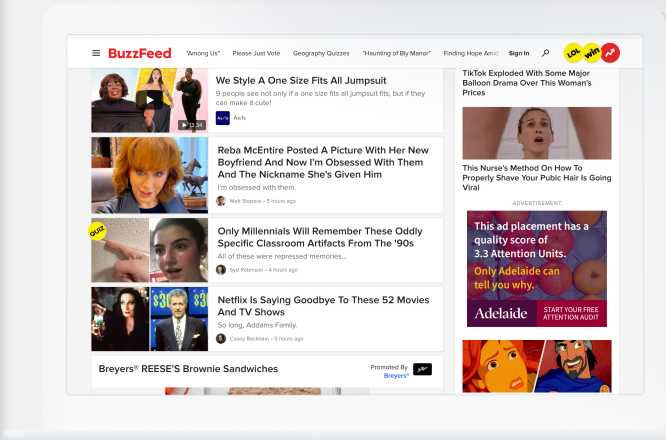 BuzzFeed
"Among Us"
Please Just Vote
Geography Quizzes
"Haunting of Bly Manor"
Finding Hope Amid
Sign In
LOL
win
13:34
We Style A One Size Fits All Jumpsuit
9 people see not only if a one size fits all jumpsuit fits, but if they
can make it cute!
As/Is
As/Is
Reba McEntire Posted A Picture With Her New
Boyfriend And Now I'm Obsessed With Them
And The Nickname She's Given Him
I'm obsessed with them.
Matt Stopera • 5 hours ago
QUIZ
Only Millennials Will Remember These Oddly
Specific Classroom Artifacts From The '90s
All of these were repressed memories...
Syd Robinson • 4 hours ago
Netflix Is Saying Goodbye To These 52 Movies
And TV Shows
So long, Addams Family.
Casey Rackham • 5 hours ago
Breyers® REESE'S Brownie Sandwiches
Promoted By
Breyers®
TikTok Exploded With Some Major
Balloon Drama Over This Woman's
Prices
This Nurse's Method On How To
Properly Shave Your Pubic Hair Is Going
Viral
ADVERTISEMENT
This ad placement has a
quality score of
3.3 Attention Units.
Only Adelaide can
tell you why.
Adelaide
START YOUR FREE
ATTENTION AUDIT